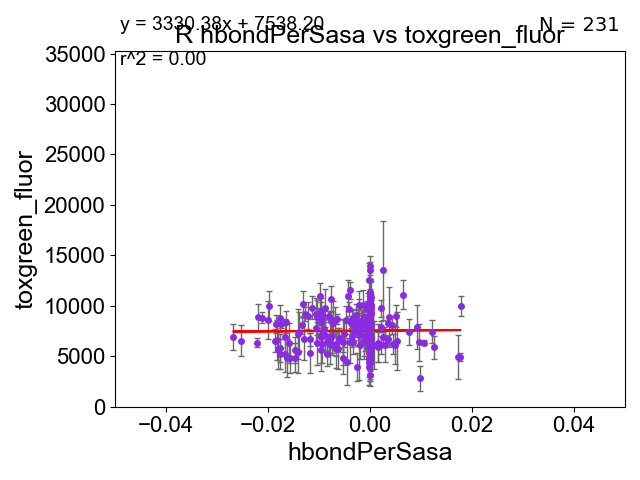 y = 3330.38x + 7538.20
N = 231
R hbondPerSasa vs toxgreen_fluor
r^2 = 0.00
35000
30000
25000
20000
15000
10000
5000
0
toxgreen_fluor
−0.04 −0.02 0.00 0.02 0.04
hbondPerSasa